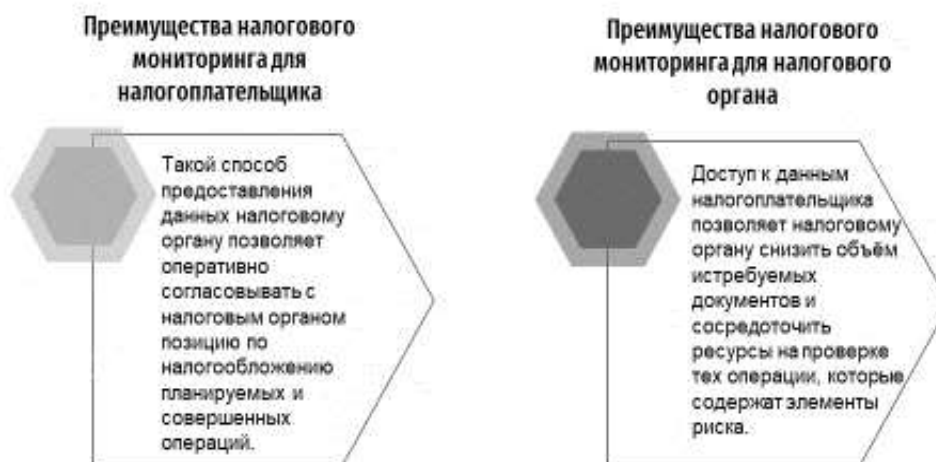 Преимущества налогового
мониторинга для
налогоплательщика
Такой способ
предоставления
данных налоговому
органу позволяет
оперативно
согласовывать с
налоговым органом
позицию по
налогообложению
планируемых и
совершенных
операций.
Преимущества налогового
мониторинга для налогового
органа
Доступ к данным
налогоплательщика
позволяет налоговому
органу снизить объём
истребуемых
документов и
сосредоточить
ресурсы на проверке
тех операции, которые
содержат элементы
риска.